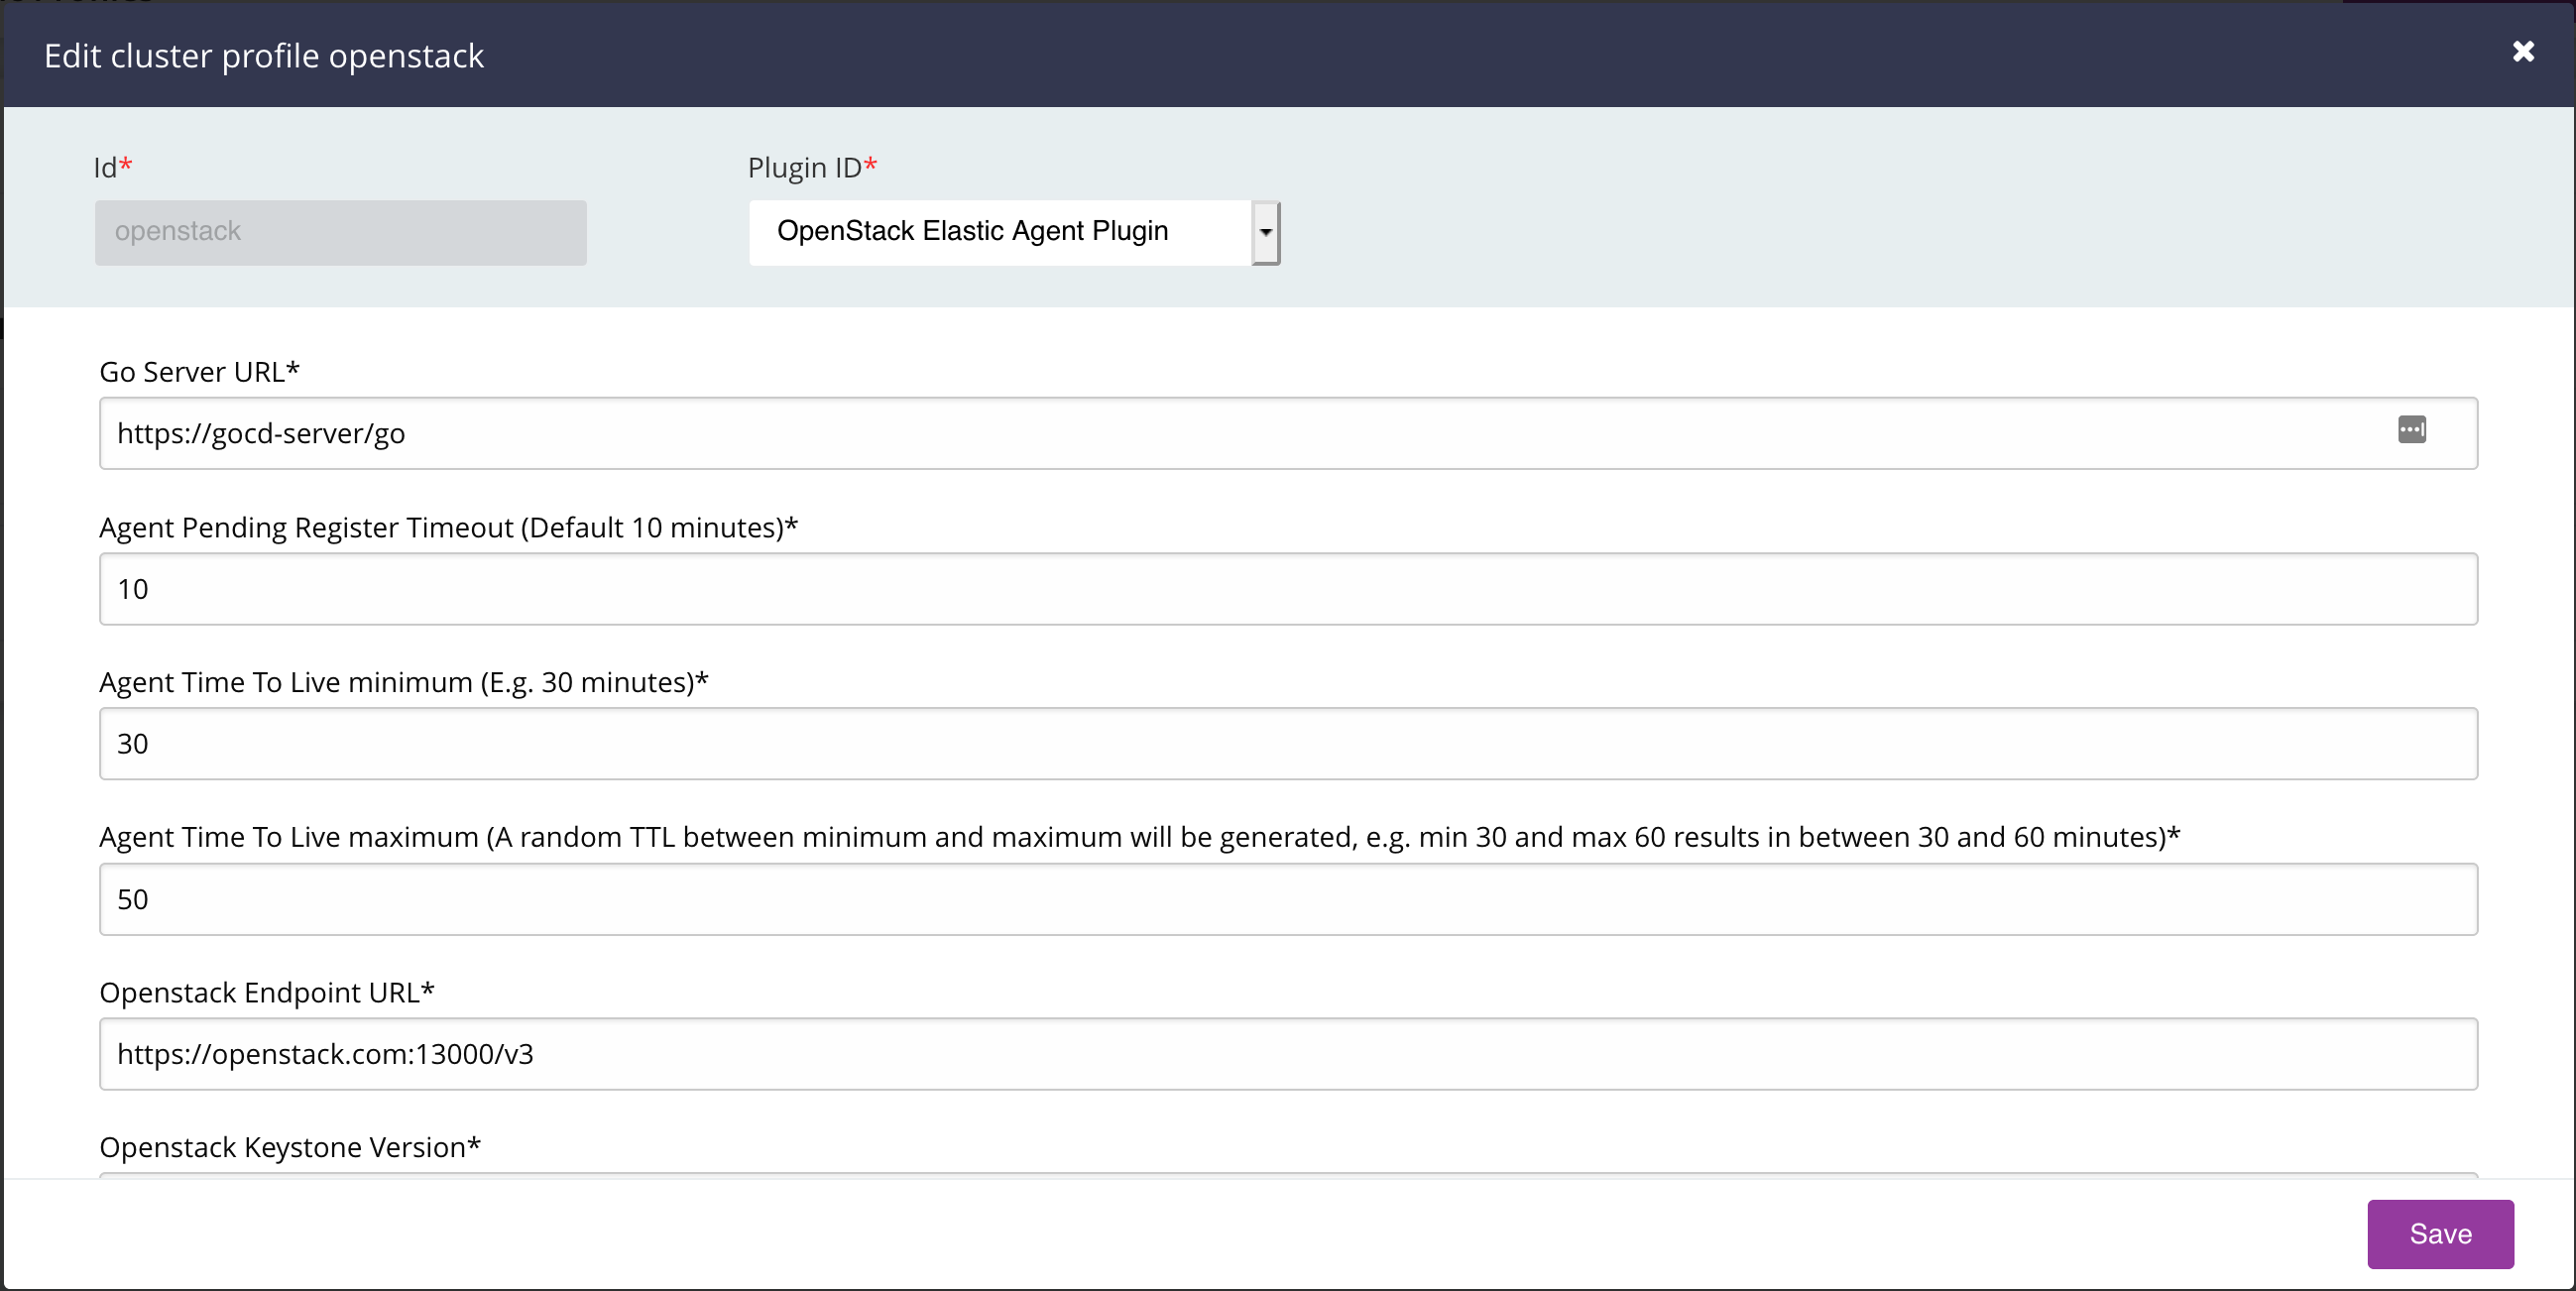 Edit cluster profile openstack
Id*
Plugin ID*
openstack
OpenStack Elastic Agent Plugin
Go Server URL*
https://gocd-server/go
Agent Pending Register Timeout (Default 10 minutes)*
10
Agent Time To Live minimum (E.g. 30 minutes)*
30
Agent Time To Live maximum (A random TTL between minimum and maximum will be generated, e.g. min 30 and max 60 results in between 30 and 60 minutes)*
50
Openstack Endpoint URL*
https://openstack.com:13000/v3
Openstack Keystone Version*
Save